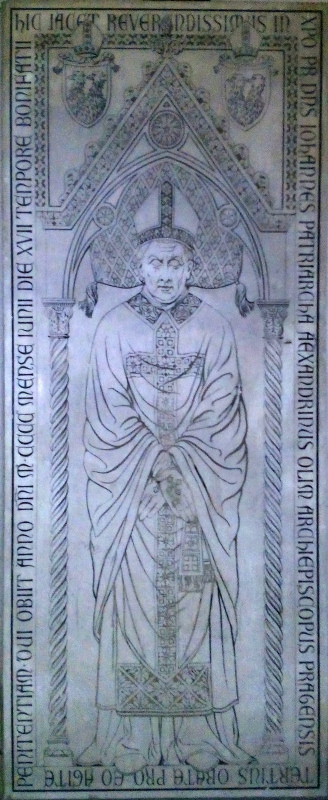 HIC IACET REVERENDISSIMUS IN
XPO PR DNS IOHANNES PATRIARCHA ALEXANDRINUS OLIM ARCHIEPISCOPUS PRAGENSIS
TERTIUS ORATE PRO EO AGITE
PENITENTIAM QUI OBIIT ANNO DNI M CCCC MENSE IUNII DIE XVII TENPORE BONIFATII